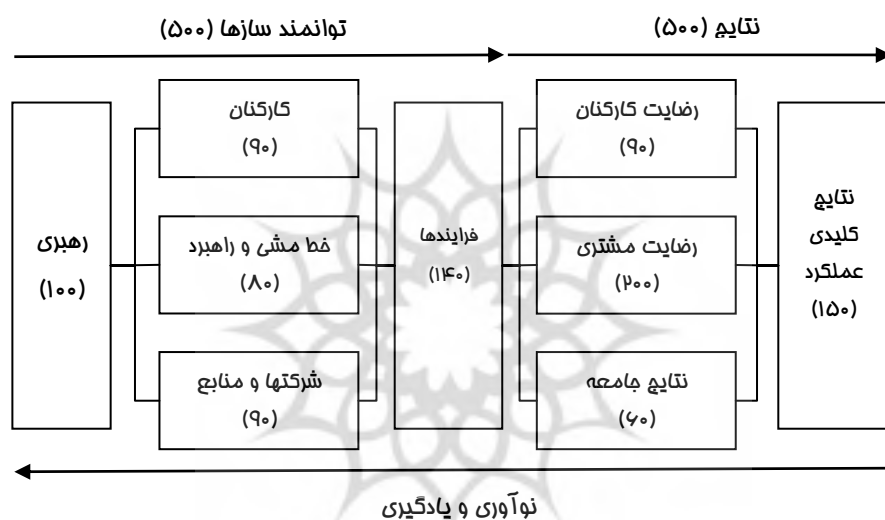 توانمند سازها (۵۰۰)
نتایج (۵۰۰)
رهبری
(۱۰۰)
کارکنان
(۹۰)
خط مشی و راهبرد
(۸۰)
شرکتها و منابع
(۹۰)
فرایندها
(۱۴۰)
رضایت کارکنان
(۹۰)
رضایت مشتری
(۲۰۰)
نتایج جامعه
(۶۰)
نتایج
کلیدی
عملکرد
(۱۵۰)
نوآوری و یادگیری